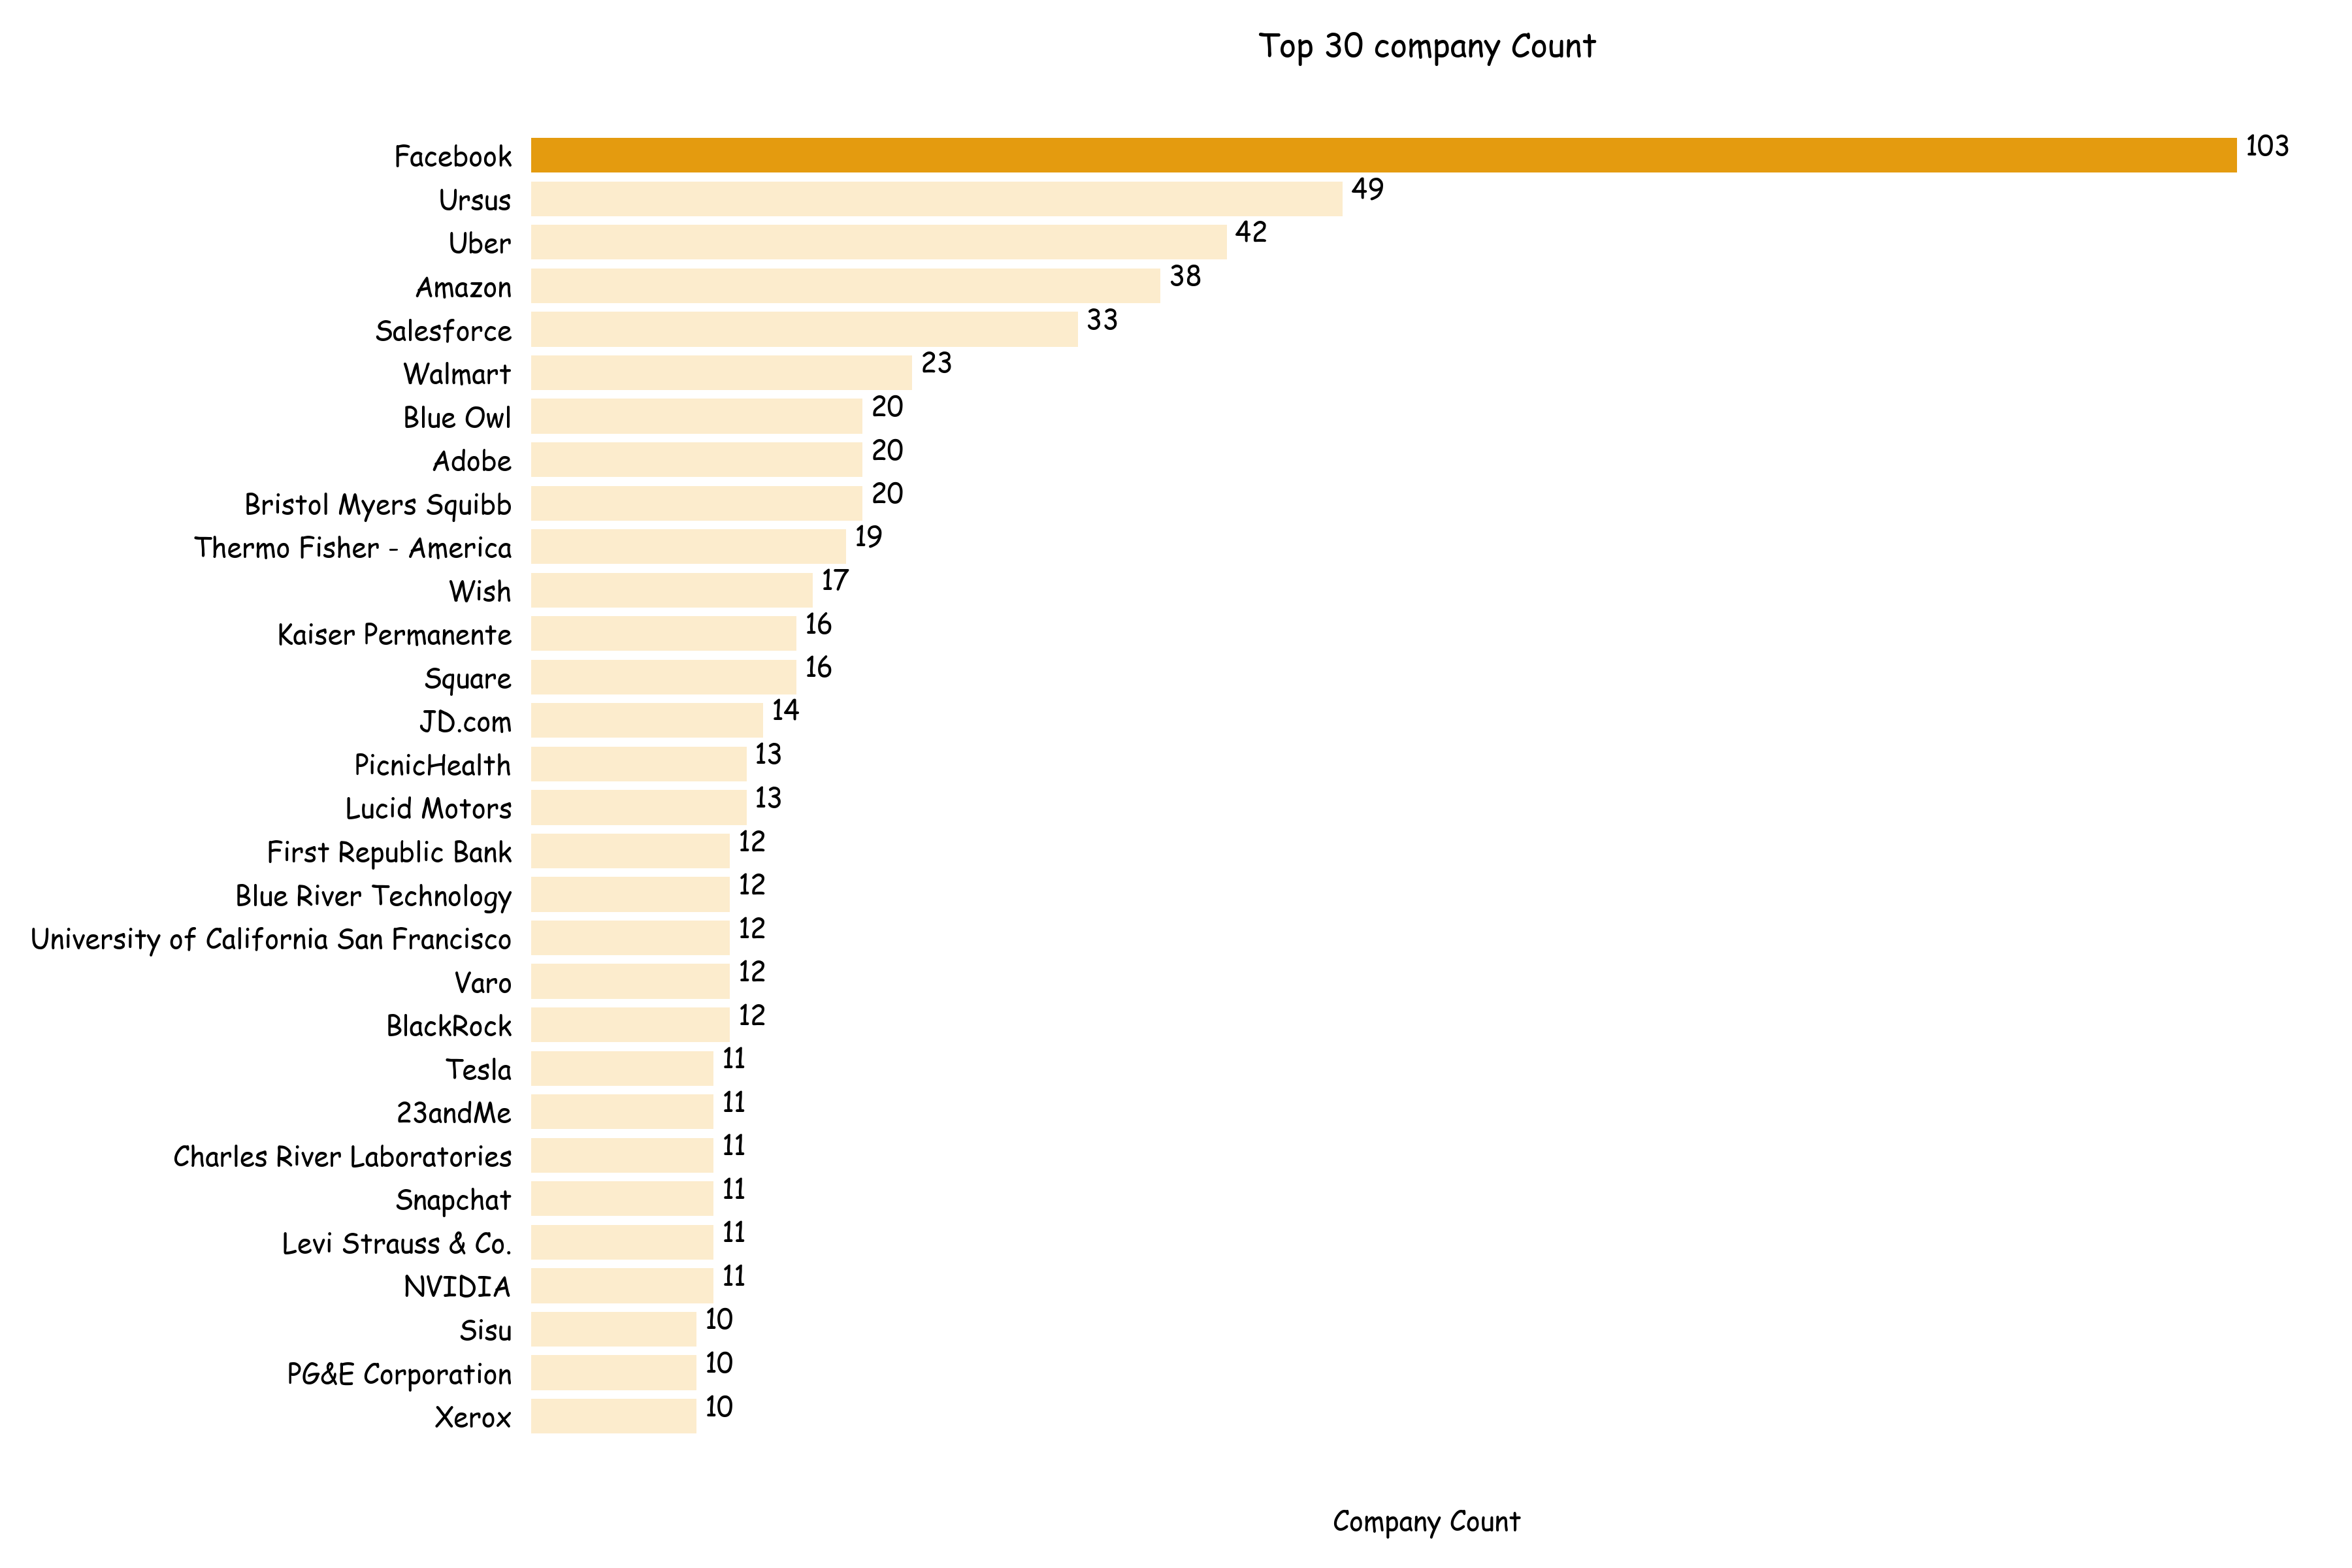 Top 30 company Count
Facebook 103
Ursus 49
Uber 42
Amazon 38
Salesforce 33
Walmart 23
Blue Owl 20
Adobe 20
Bristol Myers Squibb 20
Thermo Fisher - America 19
Wish 17
Kaiser Permanente 16
Square 16
JD.com 14
PicnicHealth 13
Lucid Motors 13
First Republic Bank 12
Blue River Technology 12
University of California San Francisco 12
Varo 12
BlackRock 12
Tesla 11
23andMe 11
Charles River Laboratories 11
Snapchat 11
Levi Strauss & Co. 11
NVIDIA 11
Sisu 10
PG&E Corporation 10
Xerox 10
Company Count